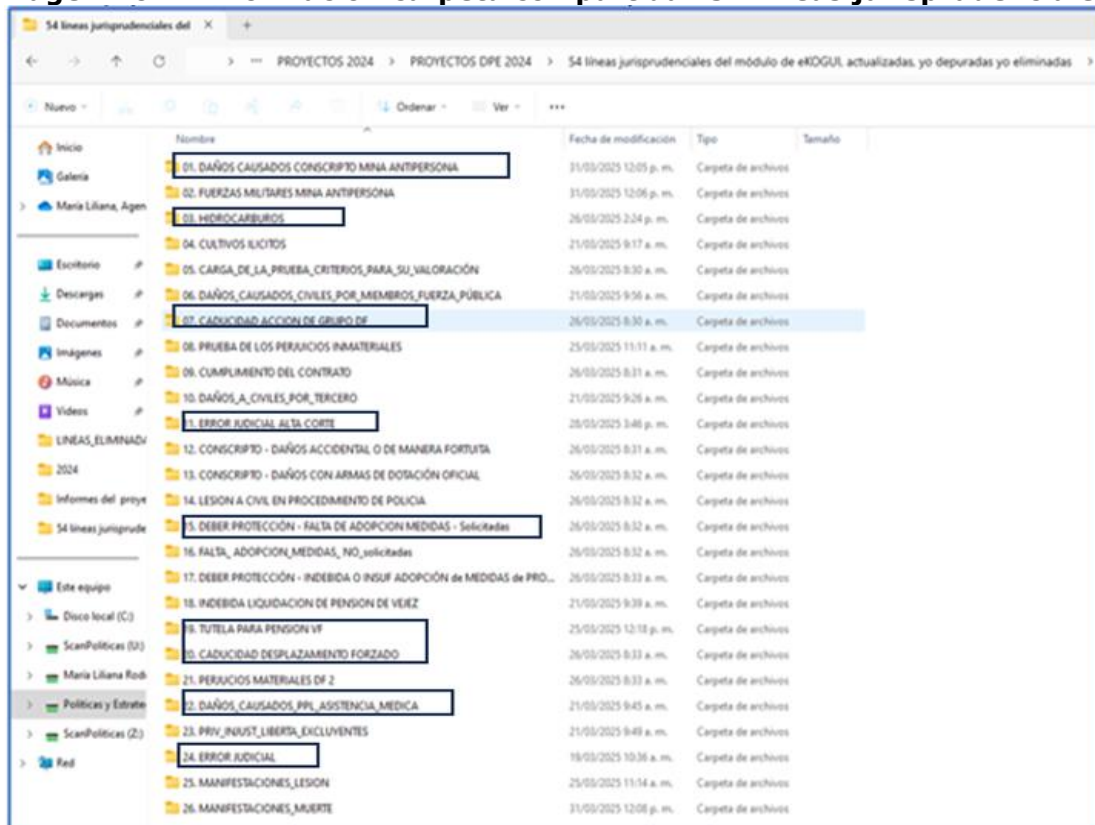 54 líneas jurisprudenciales del
PROYECTOS 2024 > PROYECTOS DPE 2024 > 54 líneas jurisprudenciales del módulo de eKOGUI, actualizadas, yo depuradas yo eliminadas >
Nuevo Ordenar Ver
Nombre Fecha de modificación Tipo Tamaño
Inicio
Galería
María Liliana, Agen
Escritorio
Descargas
Documentos
Imágenes
Música
Videos
LINEAS_ELIMINAD
2024
Informes del proye
54 líneas jurisprude
Este equipo
Disco local (C:)
ScanPoliticas (U:)
María Liliana Rodr
Políticas y Estrate
ScanPoliticas (Z:)
Red
01. DAÑOS CAUSADOS CONSCRIPTO MINA ANTIPERSONA 31/03/2025 12:05 p. m. Carpeta de archivos
02. FUERZAS MILITARES MINA ANTIPERSONA 31/03/2025 12:06 p. m. Carpeta de archivos
03. HIDROCARBUROS 26/03/2025 2:24 p. m. Carpeta de archivos
04. CULTIVOS ILICITOS 21/03/2025 9:17 a. m. Carpeta de archivos
05. CARGA_DE_LA_PRUEBA_CRITERIOS_PARA_SU_VALORACIÓN 26/03/2025 8:30 a. m. Carpeta de archivos
06. DAÑOS_CAUSADOS_CIVILES_POR_MIEMBROS_FUERZA_PÚBLICA 21/03/2025 9:56 a. m. Carpeta de archivos
07. CADUCIDAD ACCION DE GRUPO DF 26/03/2025 8:30 a. m. Carpeta de archivos
08. PRUEBA DE LOS PERJUICIOS INMATERIALES 25/03/2025 11:11 a. m. Carpeta de archivos
09. CUMPLIMIENTO DEL CONTRATO 26/03/2025 8:31 a. m. Carpeta de archivos
10. DAÑOS_A_CIVILES_POR_TERCERO 21/03/2025 9:26 a. m. Carpeta de archivos
11. ERROR JUDICIAL ALTA CORTE 28/03/2025 3:46 p. m. Carpeta de archivos
12. CONSCRIPTO - DAÑOS ACCIDENTAL O DE MANERA FORTUITA 26/03/2025 8:31 a. m. Carpeta de archivos
13. CONSCRIPTO - DAÑOS CON ARMAS DE DOTACIÓN OFICIAL 26/03/2025 8:32 a. m. Carpeta de archivos
14. LESION A CIVIL EN PROCEDIMIENTO DE POLICIA 26/03/2025 8:32 a. m. Carpeta de archivos
15. DEBER PROTECCIÓN - FALTA DE ADOPCION MEDIDAS - Solicitadas 26/03/2025 8:32 a. m. Carpeta de archivos
16. FALTA_ ADOPCION_MEDIDAS_ NO_solicitadas 26/03/2025 8:32 a. m. Carpeta de archivos
17. DEBER PROTECCIÓN - INDEBIDA O INSUF ADOPCIÓN de MEDIDAS de PRO... 26/03/2025 8:33 a. m. Carpeta de archivos
18. INDEBIDA LIQUIDACION DE PENSION DE VEJEZ 21/03/2025 9:39 a. m. Carpeta de archivos
19. TUTELA PARA PENSION VF 25/03/2025 12:18 p. m. Carpeta de archivos
20. CADUCIDAD DESPLAZAMIENTO FORZADO 26/03/2025 8:33 a. m. Carpeta de archivos
21. PERJUCIOS MATERIALES DF 2 26/03/2025 8:33 a. m. Carpeta de archivos
22. DAÑOS_CAUSADOS_PPL_ASISTENCIA_MEDICA 21/03/2025 9:45 a. m. Carpeta de archivos
23. PRIV_INJUST_LIBERTA_EXCLUYENTES 21/03/2025 9:49 a. m. Carpeta de archivos
24. ERROR JUDICIAL 19/03/2025 10:36 a. m. Carpeta de archivos
25. MANIFESTACIONES_LESION 25/03/2025 11:14 a. m. Carpeta de archivos
26. MANIFESTACIONES_MUERTE 31/03/2025 12:08 p. m. Carpeta de archivos